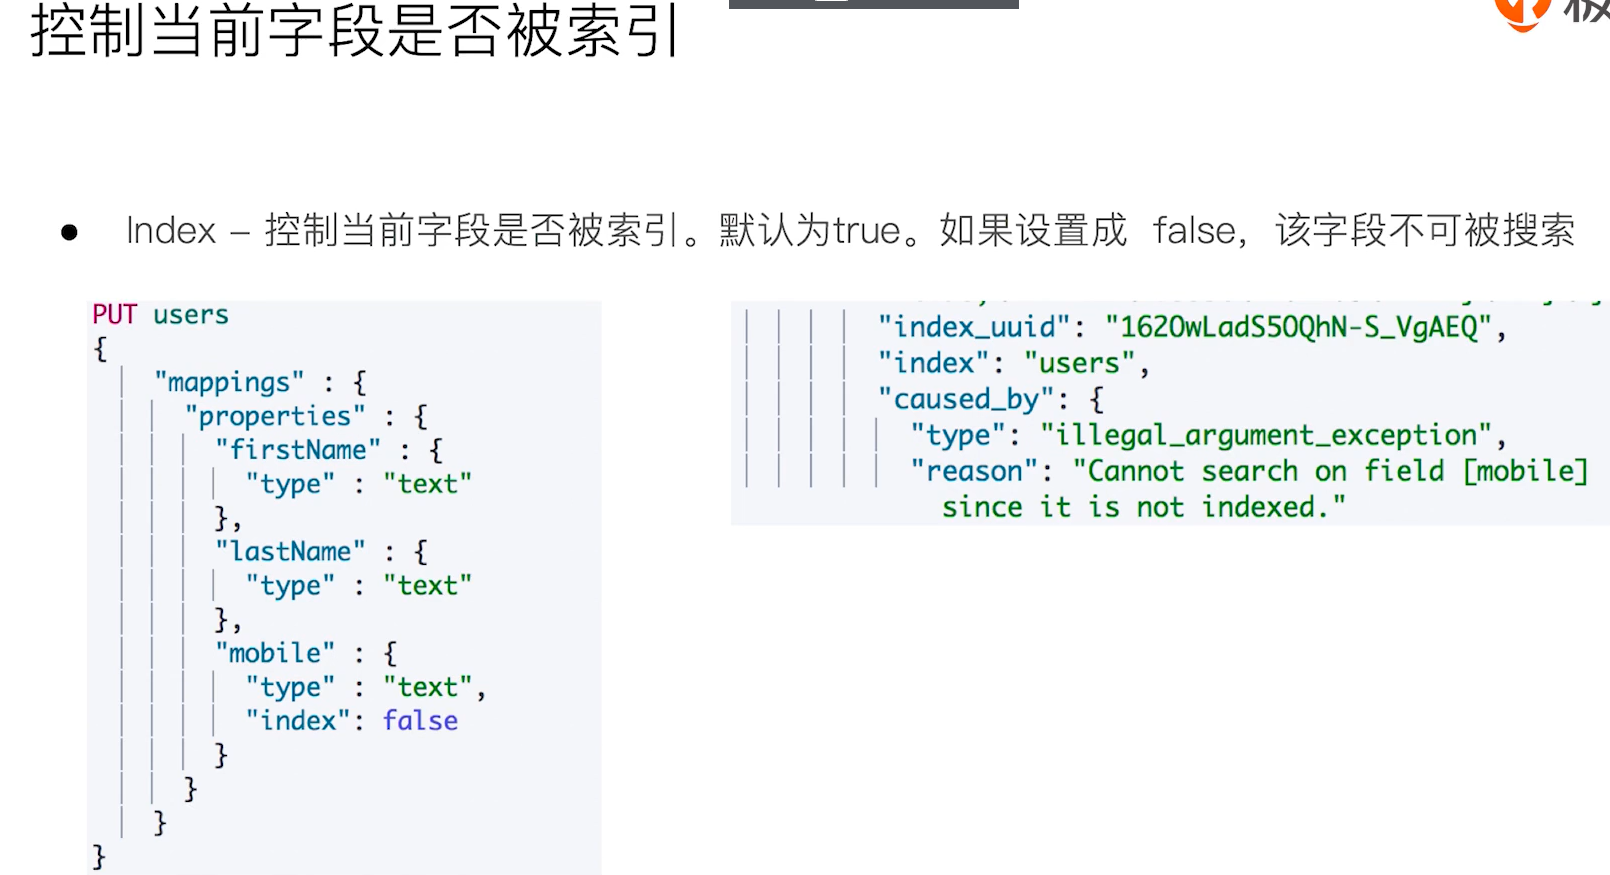 控制当前字段是否被索引
● Index – 控制当前字段是否被索引。默认为true。如果设置成 false，该字段不可被搜索
PUT users
{
"mappings" : {
"properties" : {
"firstName" : {
"type" : "text"
},
"lastName" : {
"type" : "text"
},
"mobile" : {
"type" : "text",
"index": false
}
}
}
}
"index_uuid": "162OwLadS5OQhN-S_VgAEQ",
"index": "users",
"caused_by": {
"type": "illegal_argument_exception",
"reason": "Cannot search on field [mobile]
since it is not indexed."